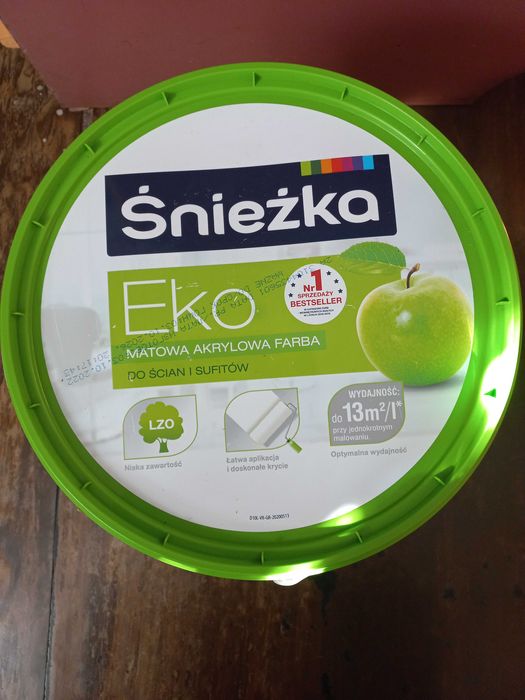 Śnieżka
Eko
Nr 1
SPRZEDAŻY
BESTSELLER
MATOWA AKRYLOWA FARBA
DO ŚCIAN I SUFITÓW
LZO
Niska zawartość
Łatwa aplikacja
i doskonałe krycie
WYDAJNOŚĆ:
do 13m²/l*
przy jednokrotnym
malowaniu.
Optymalna wydajność